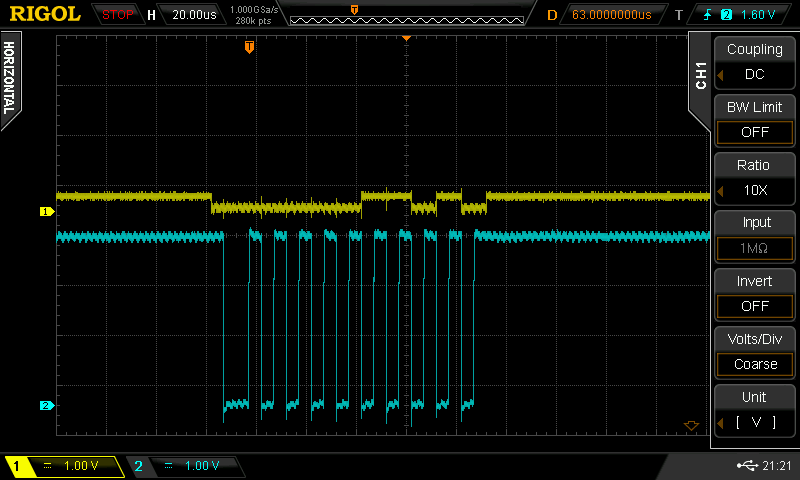 RIGOL STOP H 20.00us 1.000GSa/s 280k pts T D 63.0000000us T 2 1.60 V
HORIZONTAL
T
1
2
CH1
Coupling
DC
BW Limit
OFF
Ratio
10X
Input
1MΩ
Invert
OFF
Volts/Div
Coarse
Unit
[ V ]
1 = 1.00 V 2 = 1.00 V 21:21